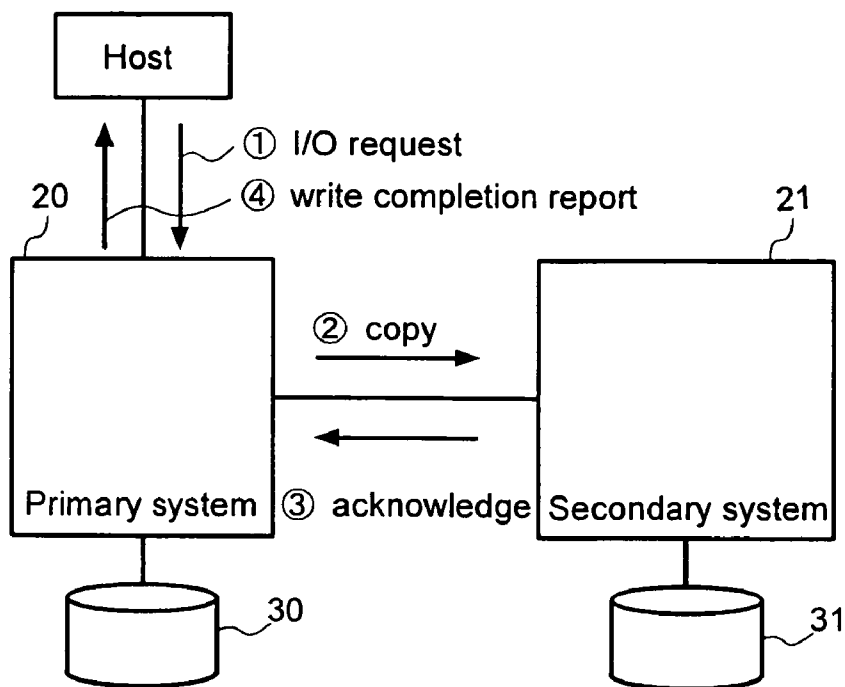 Host
① I/O request
④ write completion report
20
21
② copy
③ acknowledge
Primary system
Secondary system
30
31